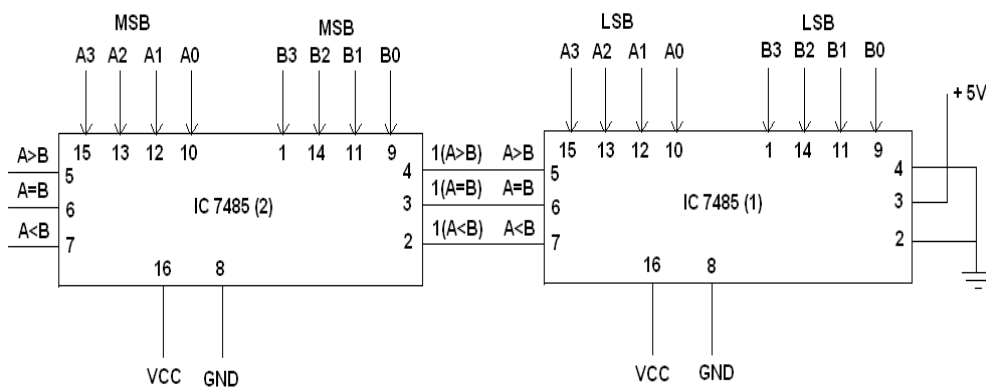 MSB MSB LSB LSB
A3 A2 A1 A0 B3 B2 B1 B0 A3 A2 A1 A0 B3 B2 B1 B0
+ 5V
15 13 12 10 1 14 11 9 15 13 12 10 1 14 11 9
A>B 5 4 1(A>B) A>B 5 4
A=B 6 IC 7485 (2) 3 1(A=B) A=B 6 IC 7485 (1) 3
A<B 7 2 1(A<B) A<B 7 2
16 8 16 8
VCC GND VCC GND